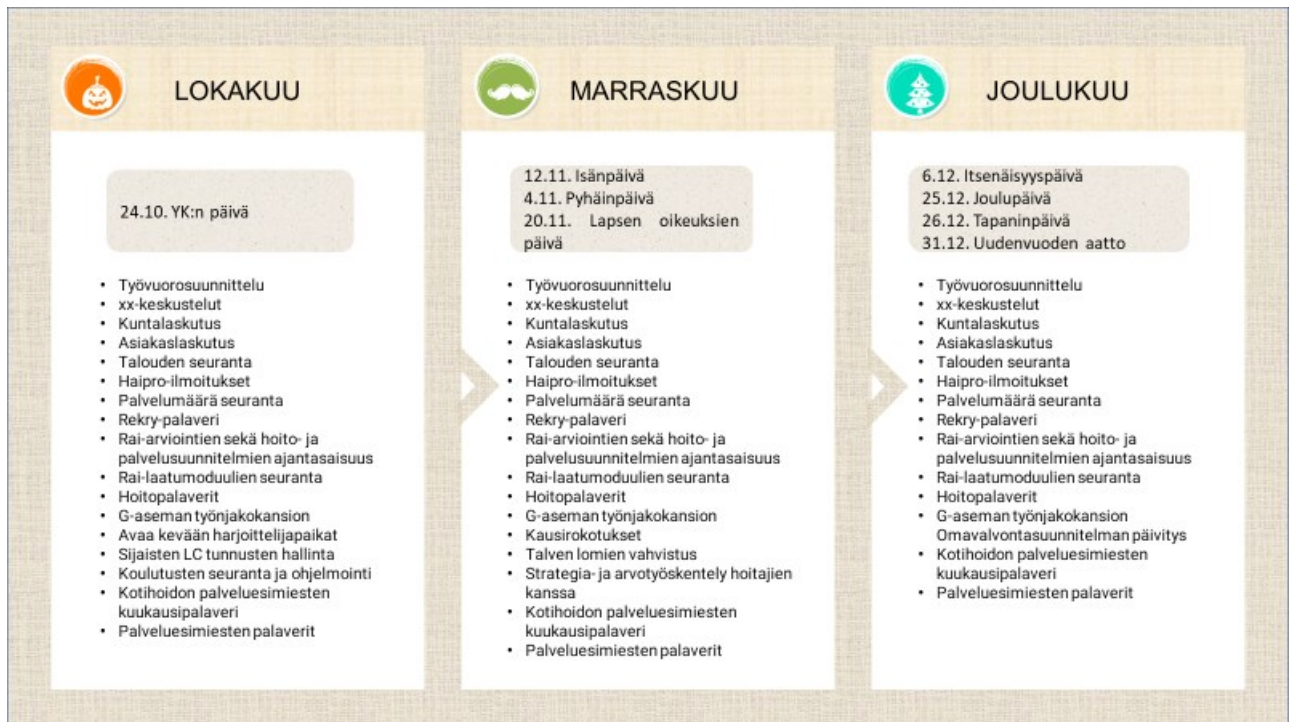 LOKAKUU
24.10. YK:n päivä
• Työvuorosuunnittelu
• xx-keskustelut
• Kuntalaskutus
• Asiakaslaskutus
• Talouden seuranta
• Haipro-ilmoitukset
• Palvelumäärä seuranta
• Rekry-palaveri
• Rai-arviointien sekä hoito- ja
palvelusuunnitelmien ajantasaisuus
• Rai-laatumoduulien seuranta
• Hoitopalaverit
• G-aseman työnjakokansion
• Avaa kevään harjoittelijapaikat
• Sijaisten LC tunnusten hallinta
• Koulutusten seuranta ja ohjelmointi
• Kotihoidon palveluesimiesten
kuukausipalaveri
• Palveluesimiesten palaverit
MARRASKUU
12.11. Isänpäivä
4.11. Pyhäinpäivä
20.11. Lapsen oikeuksien
päivä
• Työvuorosuunnittelu
• xx-keskustelut
• Kuntalaskutus
• Asiakaslaskutus
• Talouden seuranta
• Haipro-ilmoitukset
• Palvelumäärä seuranta
• Rekry-palaveri
• Rai-arviointien sekä hoito- ja
palvelusuunnitelmien ajantasaisuus
• Rai-laatumoduulien seuranta
• Hoitopalaverit
• G-aseman työnjakokansion
• Kausirokotukset
• Talven lomien vahvistus
• Strategia- ja arvotyöskentely hoitajien
kanssa
• Kotihoidon palveluesimiesten
kuukausipalaveri
• Palveluesimiesten palaverit
JOULUKUU
6.12. Itsenäisyyspäivä
25.12. Joulupäivä
26.12. Tapaninpäivä
31.12. Uudenvuoden aatto
• Työvuorosuunnittelu
• xx-keskustelut
• Kuntalaskutus
• Asiakaslaskutus
• Talouden seuranta
• Haipro-ilmoitukset
• Palvelumäärä seuranta
• Rekry-palaveri
• Rai-arviointien sekä hoito- ja
palvelusuunnitelmien ajantasaisuus
• Rai-laatumoduulien seuranta
• Hoitopalaverit
• G-aseman työnjakokansion
Omavalvontasuunnitelman päivitys
• Kotihoidon palveluesimiesten
kuukausipalaveri
• Palveluesimiesten palaverit